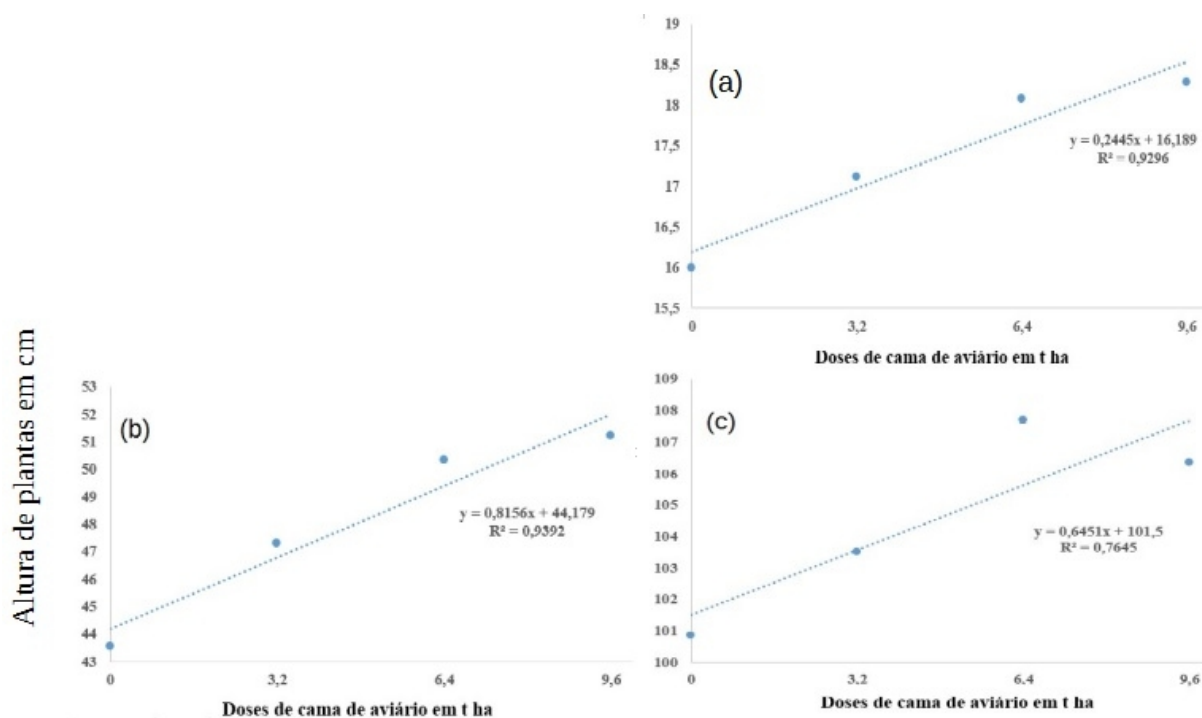 19
18,5
18
17,5
17
16,5
16
15,5
(a)
y = 0,2445x + 16,189
R² = 0,9296
0 3,2 6,4 9,6
Doses de cama de aviário em t ha
Altura de plantas em cm
53
52
51
50
49
48
47
46
45
44
43
(b)
y = 0,8156x + 44,179
R² = 0,9392
0 3,2 6,4 9,6
Doses de cama de aviário em t ha
109
108
107
106
105
104
103
102
101
100
(c)
y = 0,6451x + 101,5
R² = 0,7645
0 3,2 6,4 9,6
Doses de cama de aviário em t ha